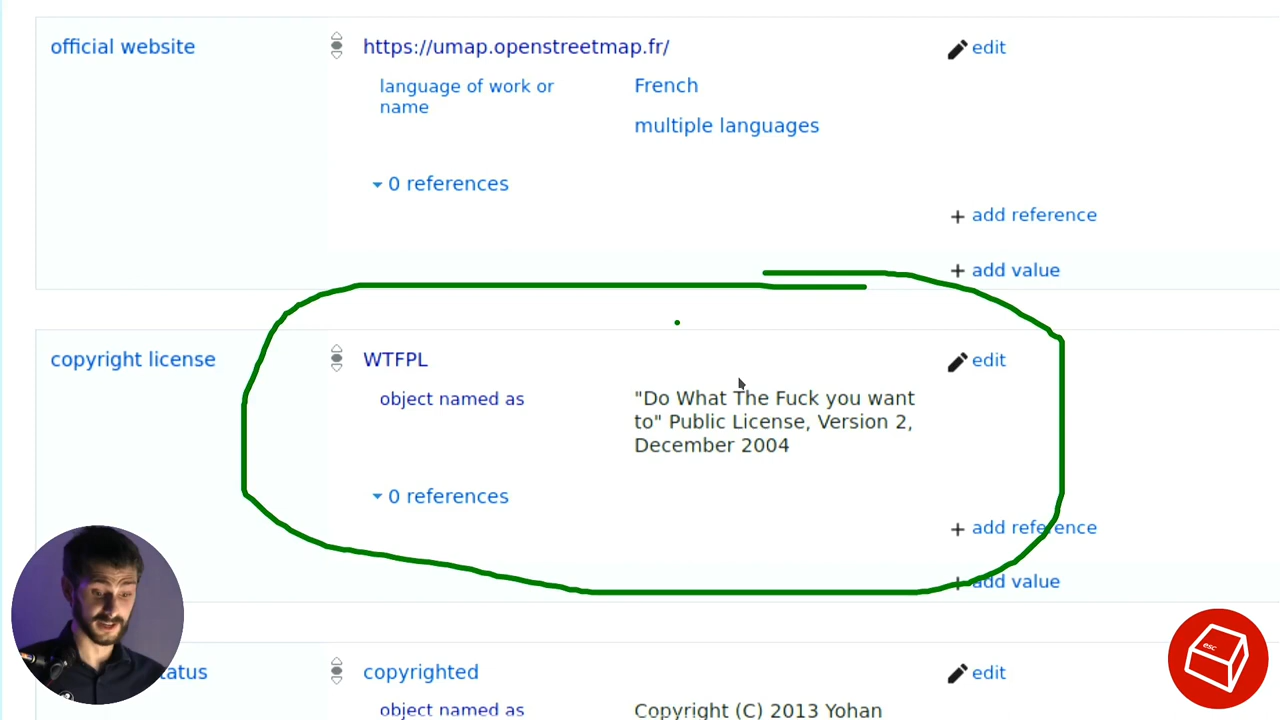 official website
https://umap.openstreetmap.fr/
edit
language of work or
name
French
multiple languages
0 references
+ add reference
+ add value
copyright license
WTFPL
edit
object named as
"Do What The Fuck you want
to" Public License, Version 2,
December 2004
0 references
+ add reference
+ add value
copyrighted
edit
object named as
Copyright (C) 2013 Yohan
esc